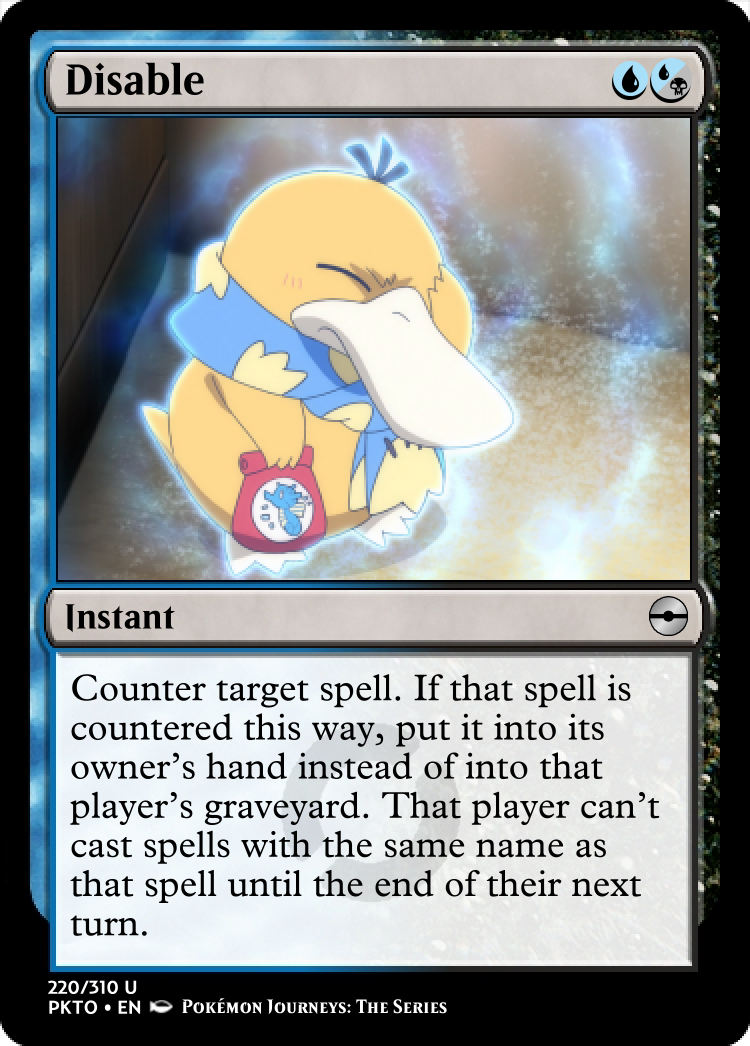 Disable
Instant
Counter target spell. If that spell is
countered this way, put it into its
owner's hand instead of into that
player's graveyard. That player can't
cast spells with the same name as
that spell until the end of their next
turn.
220/310 U
PKTO • EN Pokémon Journeys: The Series